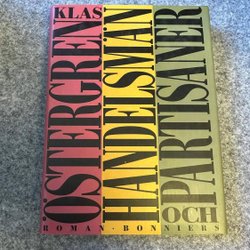 KLAS
ÖSTERGREN
HANDELSMÄN
OCH
PARTISANER
ROMAN · BONNIERS